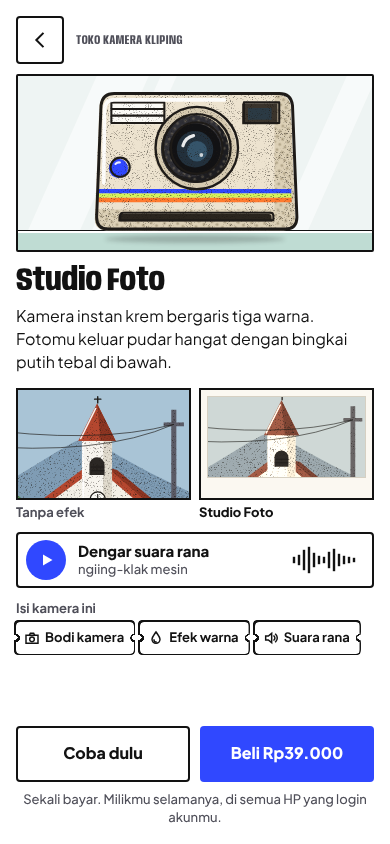 TOKO KAMERA KLIPING
Studio Foto
Kamera instan krem bergaris tiga warna.
Fotomu keluar pudar hangat dengan bingkai
putih tebal di bawah.
Tanpa efek
Studio Foto
Dengar suara rana
ngiing-klak mesin
Isi kamera ini
Bodi kamera
Efek warna
Suara rana
Coba dulu
Beli Rp39.000
Sekali bayar. Milikmu selamanya, di semua HP yang login
akunmu.